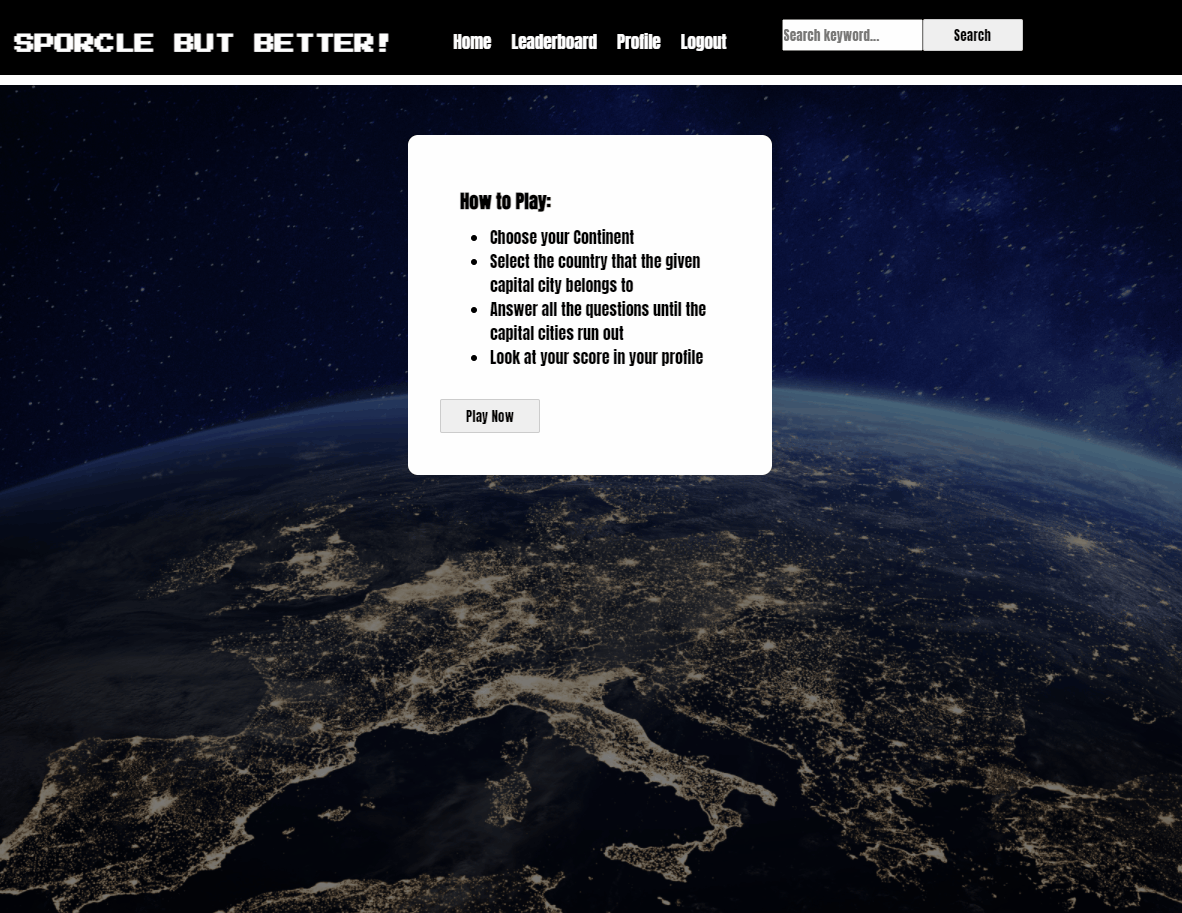 SPORCLE BUT BETTER!
Home Leaderboard Profile Logout
Search keyword... Search
How to Play:
• Choose your Continent
• Select the country that the given
capital city belongs to
• Answer all the questions until the
capital cities run out
• Look at your score in your profile
Play Now